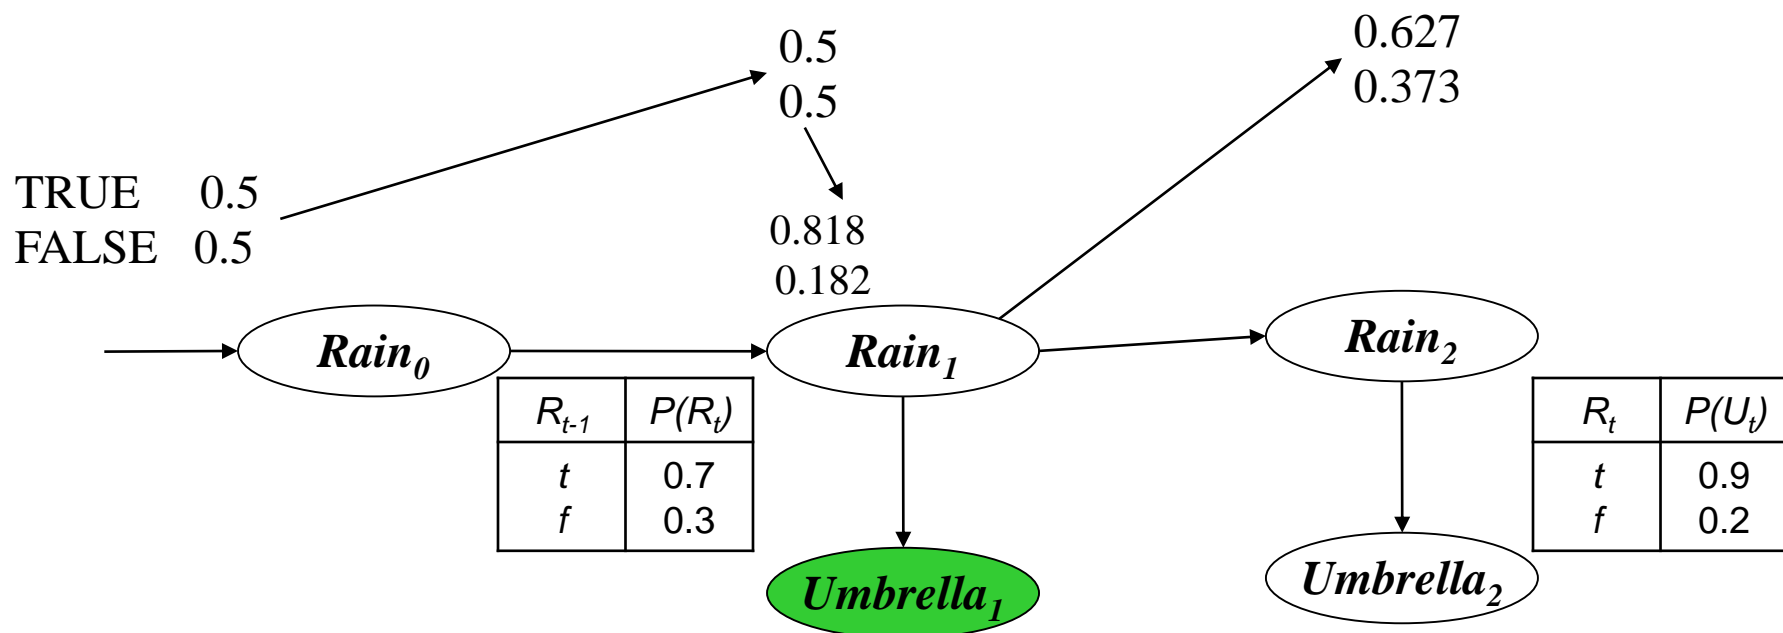 0.5
0.5
0.627
0.373
TRUE 0.5
FALSE 0.5
0.818
0.182
Rain0
Rain1
Rain2
Rt-1 P(Rt)
t 0.7
f 0.3
Rt P(Ut)
t 0.9
f 0.2
Umbrella1
Umbrella2